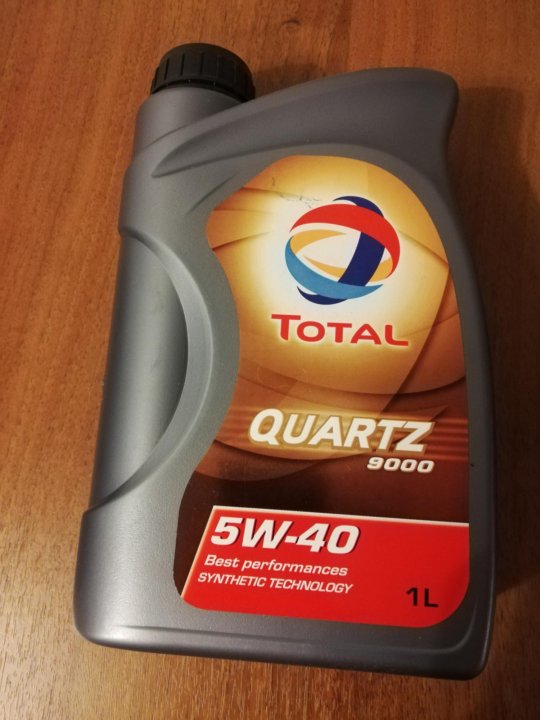 TOTAL
QUARTZ
9000
5W-40
Best performances
SYNTHETIC TECHNOLOGY
1L